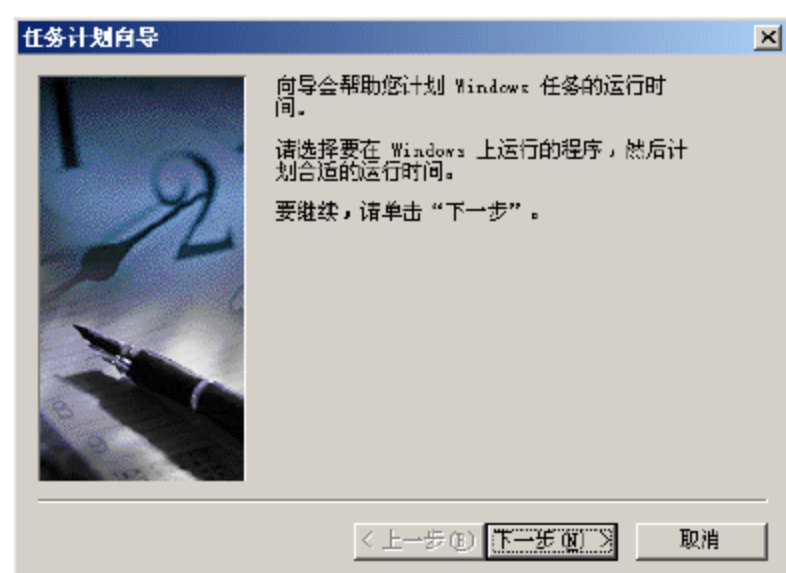 任务计划向导
向导会帮助您计划 Windows 任务的运行时
间。
请选择要在 Windows 上运行的程序，然后计
划合适的运行时间。
要继续，请单击“下一步”。
< 上一步(B) 下一步(N) > 取消